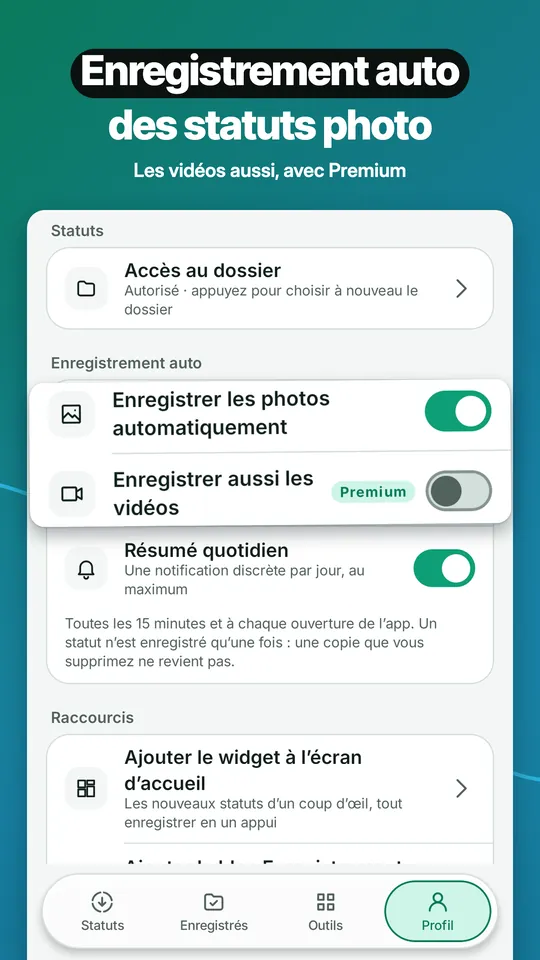 Enregistrement auto
des statuts photo
Les vidéos aussi, avec Premium
Statuts
Accès au dossier
Autorisé · appuyez pour choisir à nouveau le
dossier
Enregistrement auto
Enregistrer les photos
automatiquement
Enregistrer aussi les
vidéos
Premium
Résumé quotidien
Une notification discrète par jour, au
maximum
Toutes les 15 minutes et à chaque ouverture de l’app. Un
statut n’est enregistré qu’une fois : une copie que vous
supprimez ne revient pas.
Raccourcis
Ajouter le widget à l’écran
d’accueil
Les nouveaux statuts d’un coup d’œil, tout
enregistrer en un appui
Statuts
Enregistrés
Outils
Profil